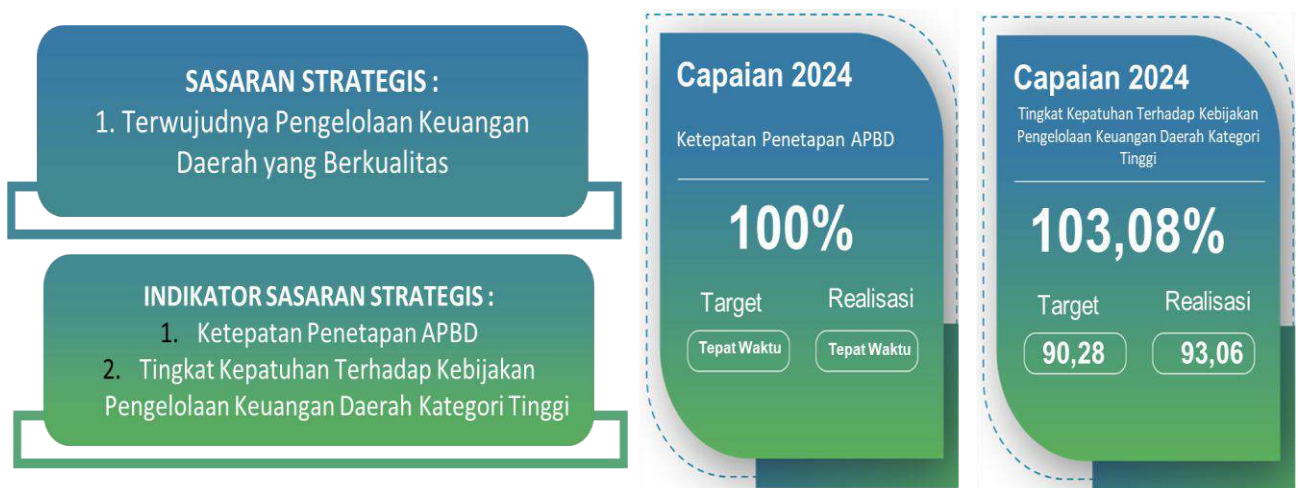 SASARAN STRATEGIS :
1. Terwujudnya Pengelolaan Keuangan
Daerah yang Berkualitas
INDIKATOR SASARAN STRATEGIS :
1. Ketepatan Penetapan APBD
2. Tingkat Kepatuhan Terhadap Kebijakan
Pengelolaan Keuangan Daerah Kategori Tinggi
Capaian 2024
Ketepatan Penetapan APBD
100%
Target Realisasi
Tepat Waktu Tepat Waktu
Capaian 2024
Tingkat Kepatuhan Terhadap Kebijakan
Pengelolaan Keuangan Daerah Kategori
Tinggi
103,08%
Target Realisasi
90,28 93,06